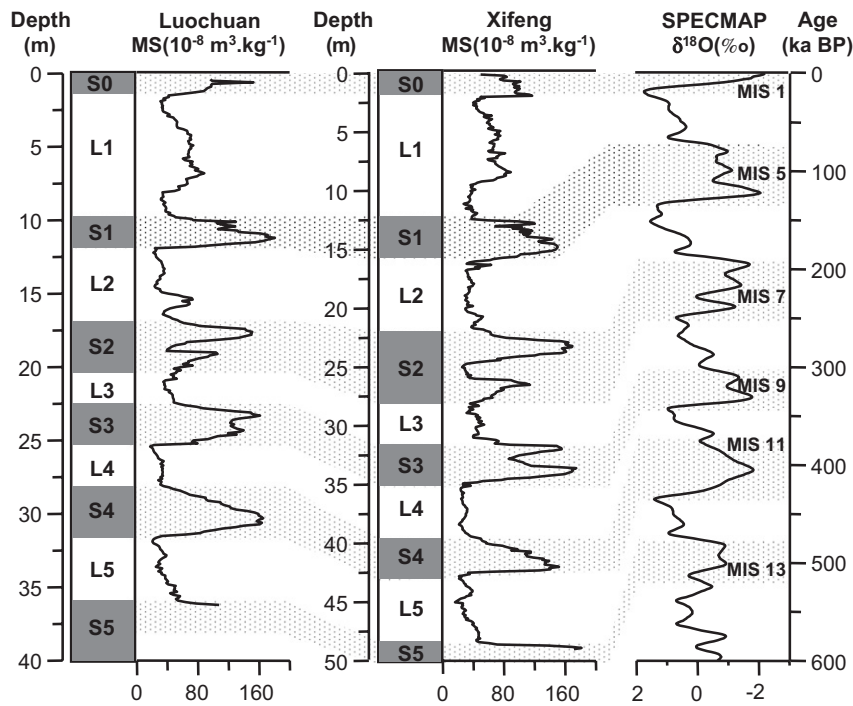 Depth
(m)
Luochuan
MS(10⁻⁸ m³.kg⁻¹)
Depth
(m)
Xifeng
MS(10⁻⁸ m³.kg⁻¹)
SPECMAP
δ¹⁸O(‰)
Age
(ka BP)
0
5
10
15
20
25
30
35
40
S0
L1
S1
L2
S2
L3
S3
L4
S4
L5
S5
0 80 160
0
5
10
15
20
25
30
35
40
45
50
S0
L1
S1
L2
S2
L3
S3
L4
S4
L5
S5
0 80 160
MIS 1
MIS 5
MIS 7
MIS 9
MIS 11
MIS 13
2 0 -2
0
100
200
300
400
500
600